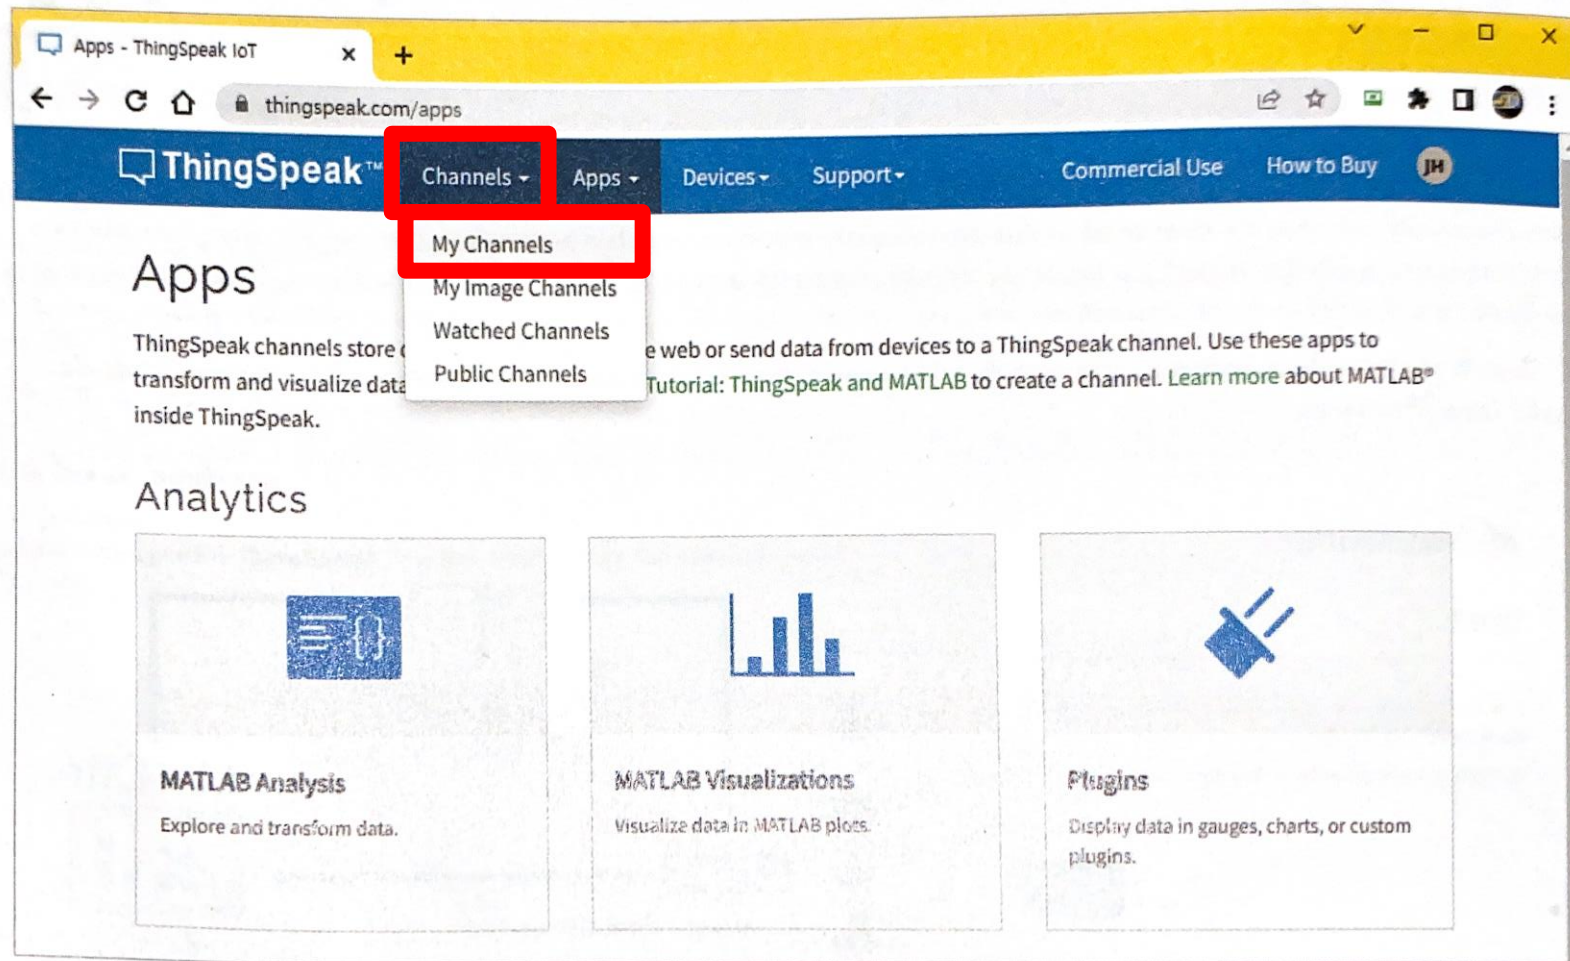 Apps - ThingSpeak IoT
thingspeak.com/apps
ThingSpeak™ Channels Apps Devices Support Commercial Use How to Buy JH
My Channels
My Image Channels
Watched Channels
Public Channels
Apps
ThingSpeak channels store e web or send data from devices to a ThingSpeak channel. Use these apps to
transform and visualize data Tutorial: ThingSpeak and MATLAB to create a channel. Learn more about MATLAB®
inside ThingSpeak.
Analytics
MATLAB Analysis
Explore and transform data.
MATLAB Visualizations
Visualize data in MATLAB plots.
Plugins
Display data in gauges, charts, or custom
plugins.